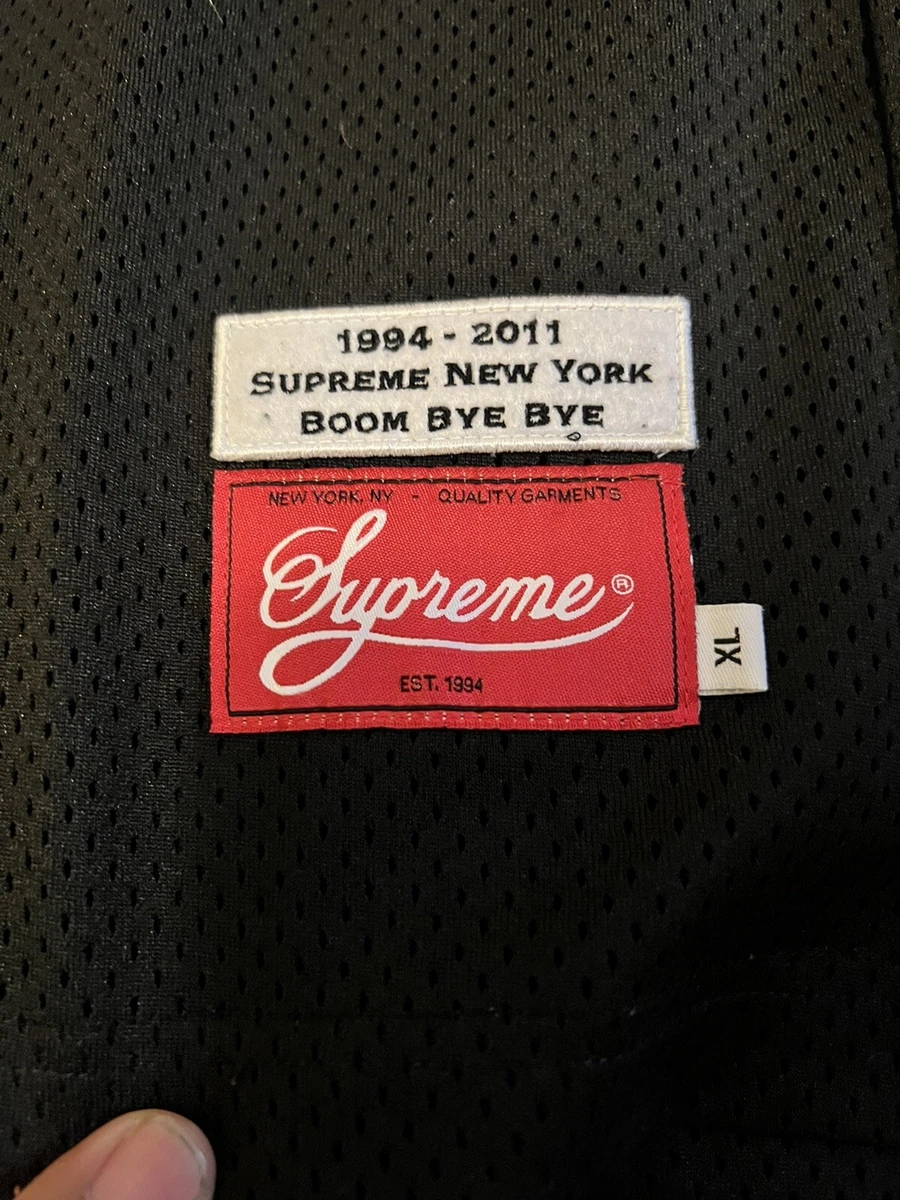 1994 - 2011
SUPREME NEW YORK
BOOM BYE BYE
NEW YORK, NY - QUALITY GARMENTS
Supreme®
EST. 1994
XL